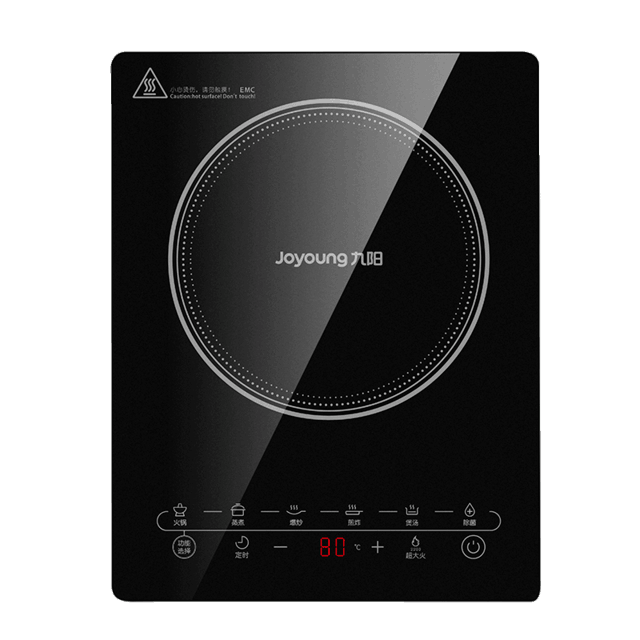 小心烫伤，请勿触摸！ EMC
Caution:hot surface! Don't touch!
Joyoung 九阳
火锅 蒸煮 爆炒 煎炸 煲汤 除菌
功能
选择
定时 − 80 °C + 2200
超大火